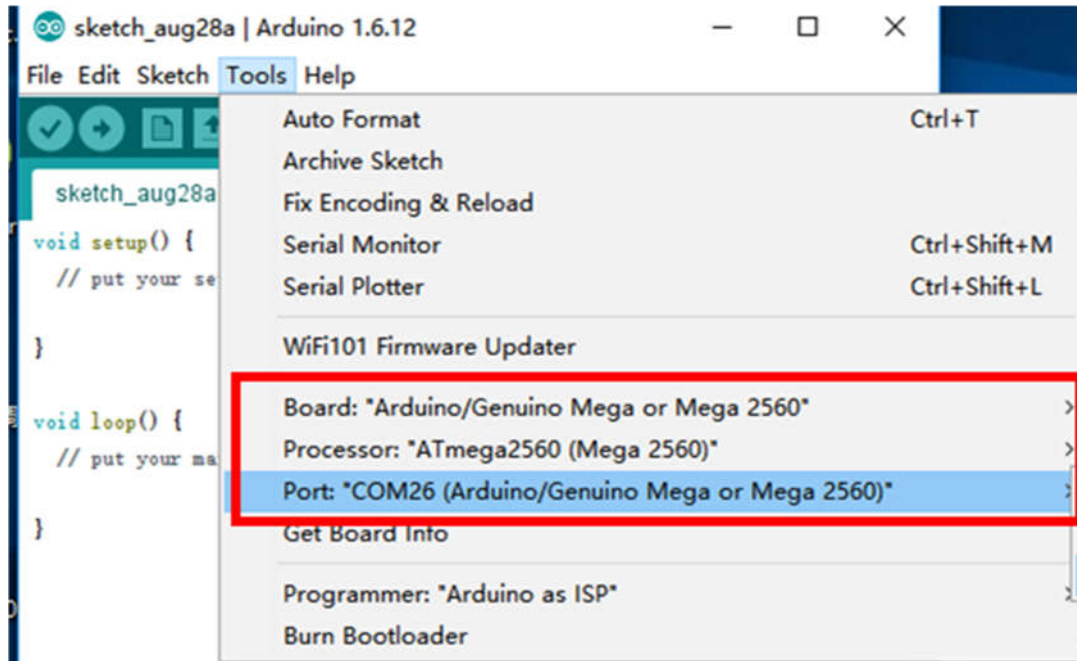 sketch_aug28a | Arduino 1.6.12
File Edit Sketch Tools Help
Auto Format Ctrl+T
Archive Sketch
sketch_aug28a
Fix Encoding & Reload
void setup() {
Serial Monitor Ctrl+Shift+M
// put your se
Serial Plotter Ctrl+Shift+L
}
WiFi101 Firmware Updater
Board: "Arduino/Genuino Mega or Mega 2560"
void loop() {
Processor: "ATmega2560 (Mega 2560)"
// put your ma
Port: "COM26 (Arduino/Genuino Mega or Mega 2560)"
}
Get Board Info
Programmer: "Arduino as ISP"
Burn Bootloader